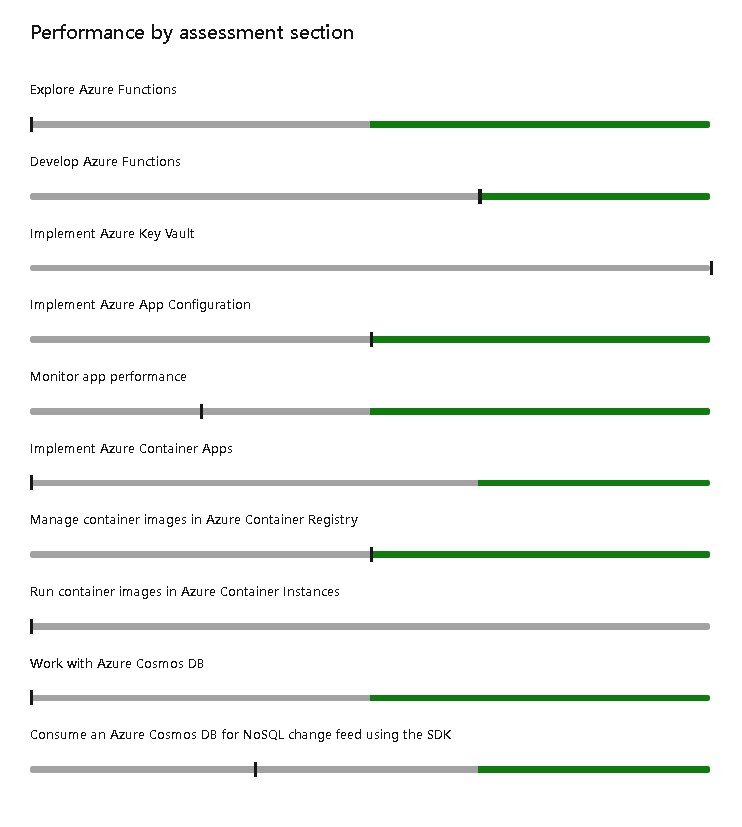 Performance by assessment section
Explore Azure Functions
Develop Azure Functions
Implement Azure Key Vault
Implement Azure App Configuration
Monitor app performance
Implement Azure Container Apps
Manage container images in Azure Container Registry
Run container images in Azure Container Instances
Work with Azure Cosmos DB
Consume an Azure Cosmos DB for NoSQL change feed using the SDK